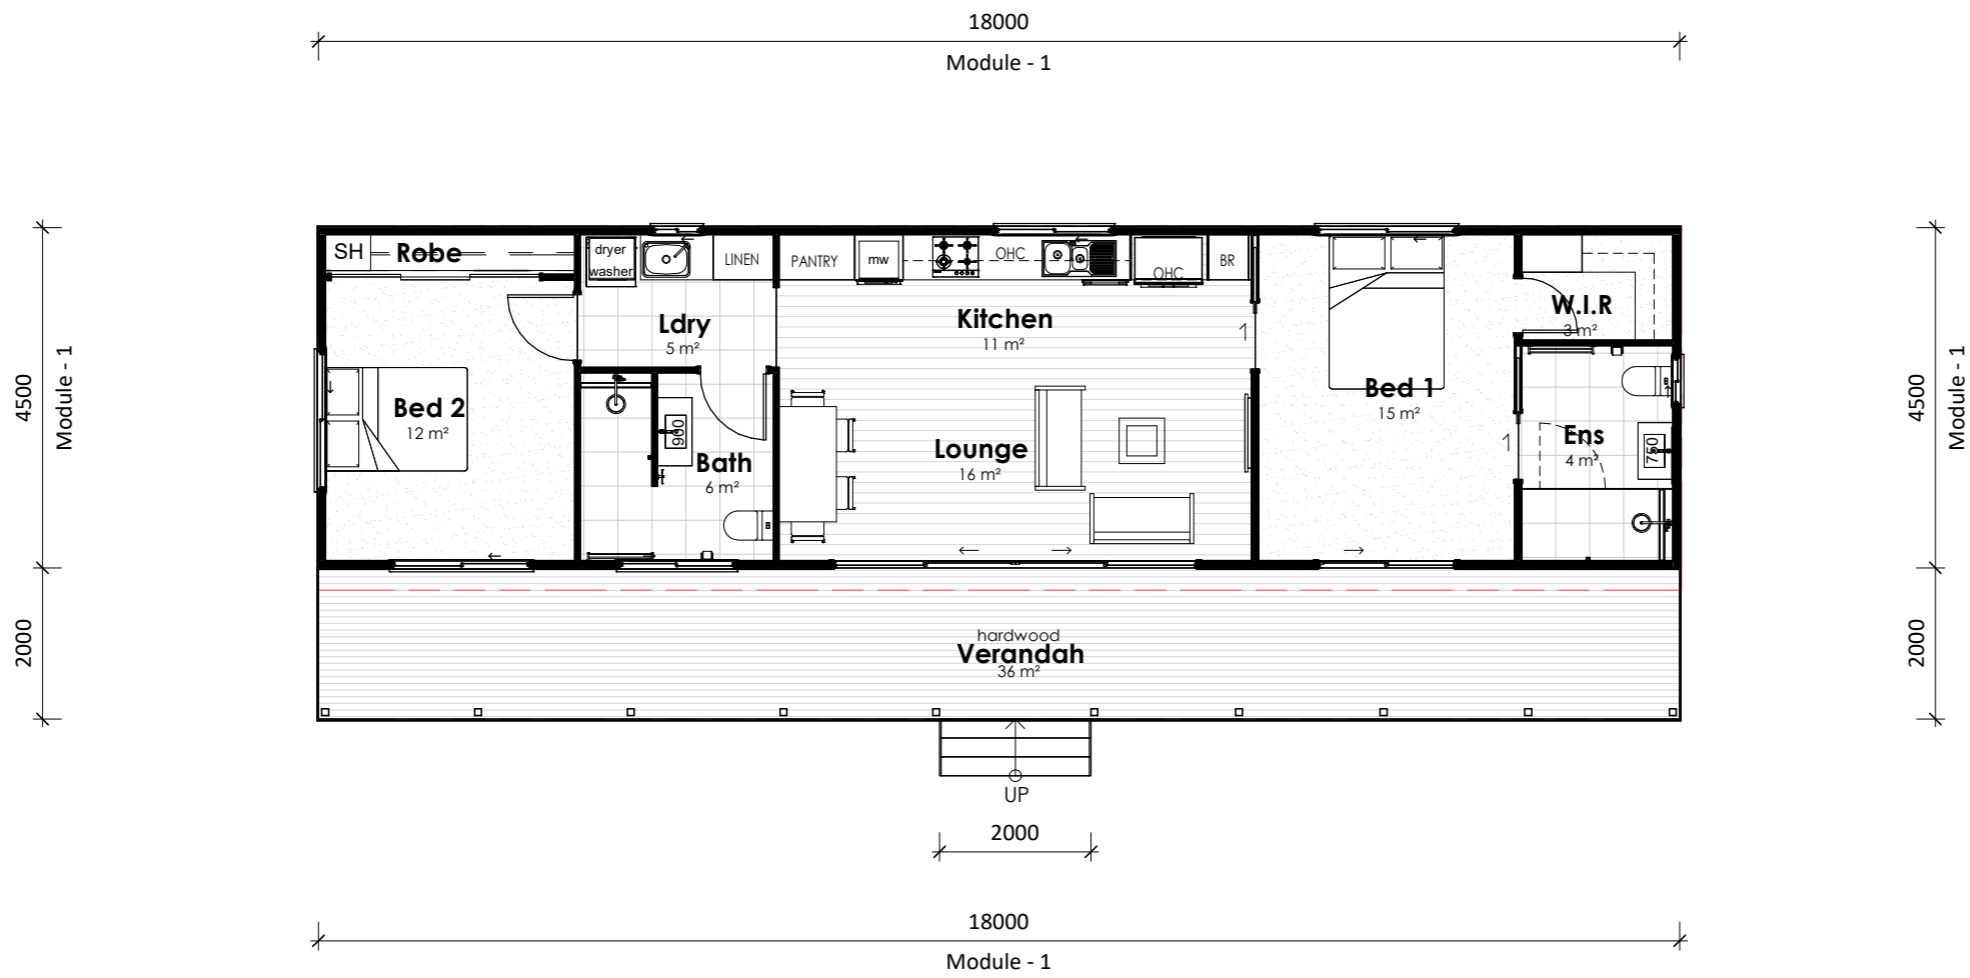 18000
Module - 1
SH
Robe
dryer
washer
LINEN
PANTRY
mw
OHC
OHC
BR
Ldry
5 m²
Kitchen
11 m²
W.I.R
3 m²
Bed 2
12 m²
900
Bath
6 m²
Lounge
16 m²
Bed 1
15 m²
Ens
4 m²
750
4500
Module - 1
2000
4500
Module - 1
2000
hardwood
Verandah
36 m²
UP
2000
18000
Module - 1